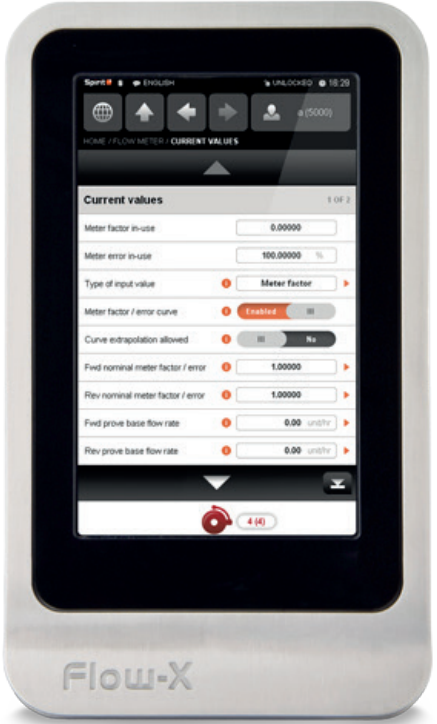 Spirit ENGLISH UNLOCKED 16:29
a (5000)
HOME / FLOW METER / CURRENT VALUES
Current values 1 OF 2
Meter factor in-use 0.00000
Meter error in-use 100.00000 %
Type of input value Meter factor
Meter factor / error curve Enabled
Curve extrapolation allowed No
Fwd nominal meter factor / error 1.00000
Rev nominal meter factor / error 1.00000
Fwd prove base flow rate 0.00 unit/hr
Rev prove base flow rate 0.00 unit/hr
4 (4)
Flow-X